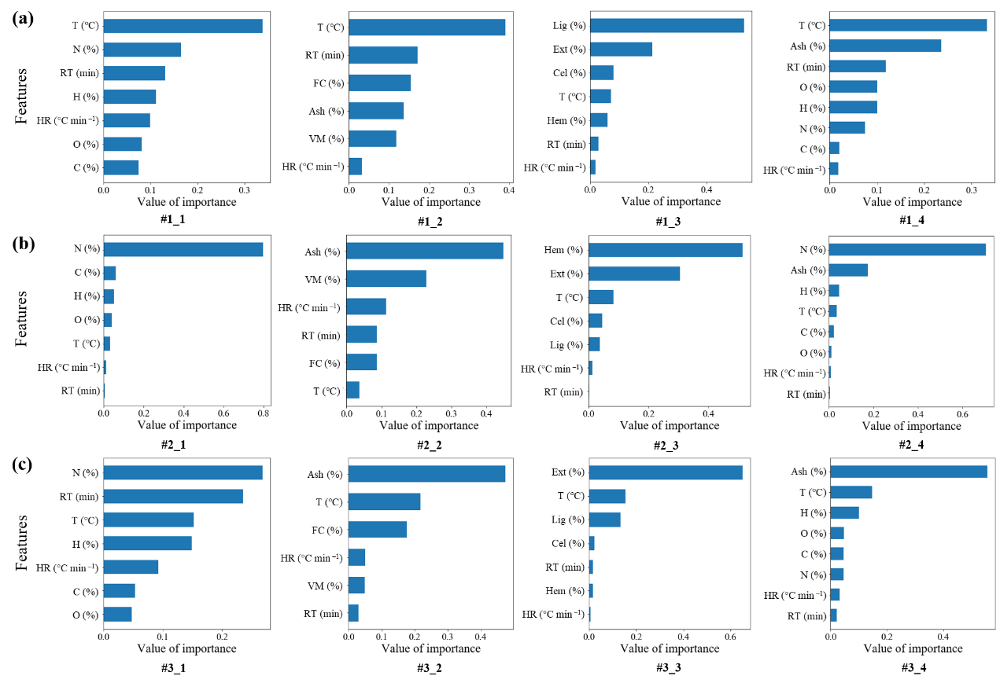 (a)
Features
T (°C)
N (%)
RT (min)
H (%)
HR (°C min⁻¹)
O (%)
C (%)
0.0 0.1 0.2 0.3
Value of importance
#1_1
T (°C)
RT (min)
FC (%)
Ash (%)
VM (%)
HR (°C min⁻¹)
0.0 0.1 0.2 0.3 0.4
Value of importance
#1_2
Lig (%)
Ext (%)
Cel (%)
T (°C)
Hem (%)
RT (min)
HR (°C min⁻¹)
0.0 0.2 0.4
Value of importance
#1_3
T (°C)
Ash (%)
RT (min)
O (%)
H (%)
N (%)
C (%)
HR (°C min⁻¹)
0.0 0.1 0.2 0.3
Value of importance
#1_4
(b)
Features
N (%)
C (%)
H (%)
O (%)
T (°C)
HR (°C min⁻¹)
RT (min)
0.0 0.2 0.4 0.6 0.8
Value of importance
#2_1
Ash (%)
VM (%)
HR (°C min⁻¹)
RT (min)
FC (%)
T (°C)
0.0 0.1 0.2 0.3 0.4
Value of importance
#2_2
Hem (%)
Ext (%)
T (°C)
Cel (%)
Lig (%)
HR (°C min⁻¹)
RT (min)
0.0 0.2 0.4
Value of importance
#2_3
N (%)
Ash (%)
H (%)
T (°C)
C (%)
O (%)
HR (°C min⁻¹)
RT (min)
0.0 0.2 0.4 0.6
Value of importance
#2_4
(c)
Features
N (%)
RT (min)
T (°C)
H (%)
HR (°C min⁻¹)
C (%)
O (%)
0.0 0.1 0.2
Value of importance
#3_1
Ash (%)
T (°C)
FC (%)
HR (°C min⁻¹)
VM (%)
RT (min)
0.0 0.1 0.2 0.3 0.4
Value of importance
#3_2
Ext (%)
T (°C)
Lig (%)
Cel (%)
RT (min)
Hem (%)
HR (°C min⁻¹)
0.0 0.2 0.4 0.6
Value of importance
#3_3
Ash (%)
T (°C)
H (%)
O (%)
C (%)
N (%)
HR (°C min⁻¹)
RT (min)
0.0 0.2 0.4
Value of importance
#3_4